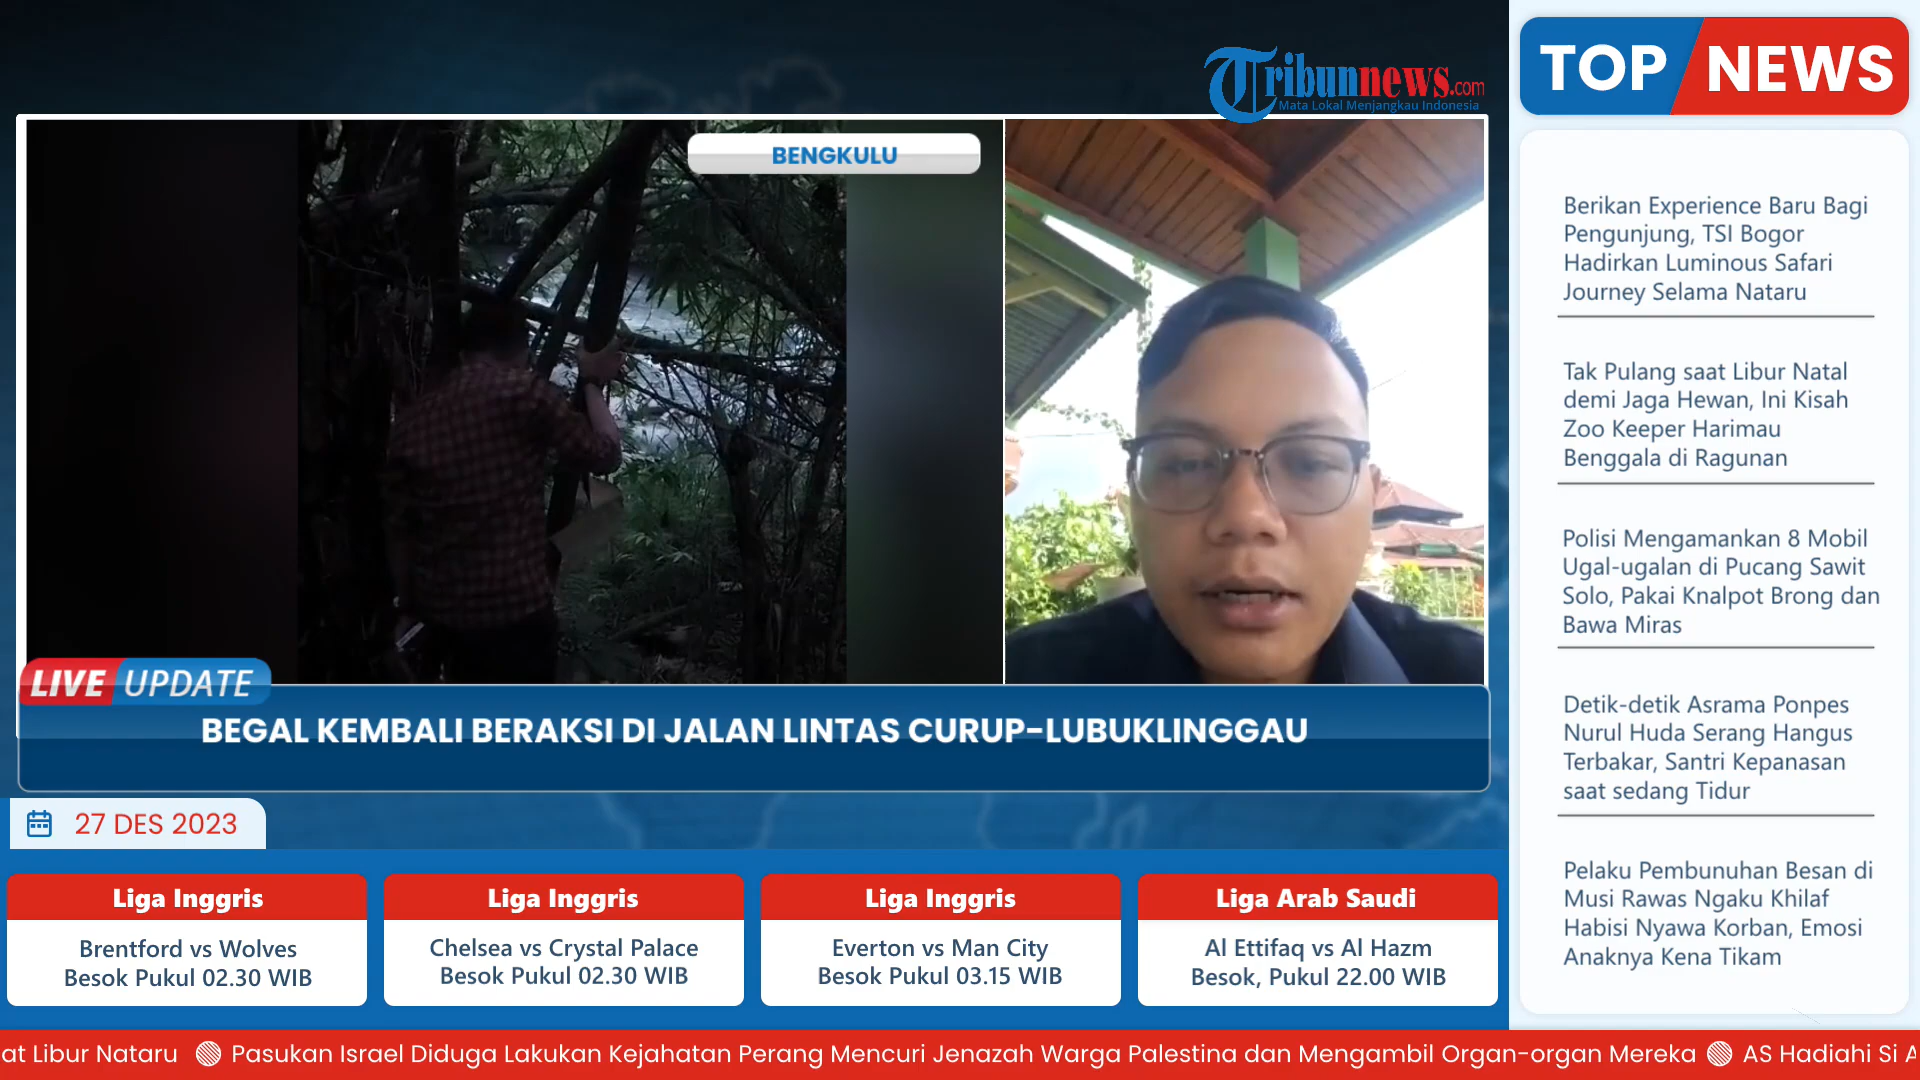 Tribunnews.com
Mata Lokal Menjangkau Indonesia
BENGKULU
LIVE UPDATE
BEGAL KEMBALI BERAKSI DI JALAN LINTAS CURUP-LUBUKLINGGAU
27 DES 2023
Liga Inggris
Brentford vs Wolves
Besok Pukul 02.30 WIB
Liga Inggris
Chelsea vs Crystal Palace
Besok Pukul 02.30 WIB
Liga Inggris
Everton vs Man City
Besok Pukul 03.15 WIB
Liga Arab Saudi
Al Ettifaq vs Al Hazm
Besok, Pukul 22.00 WIB
TOP NEWS
Berikan Experience Baru Bagi
Pengunjung, TSI Bogor
Hadirkan Luminous Safari
Journey Selama Nataru
Tak Pulang saat Libur Natal
demi Jaga Hewan, Ini Kisah
Zoo Keeper Harimau
Benggala di Ragunan
Polisi Mengamankan 8 Mobil
Ugal-ugalan di Pucang Sawit
Solo, Pakai Knalpot Brong dan
Bawa Miras
Detik-detik Asrama Ponpes
Nurul Huda Serang Hangus
Terbakar, Santri Kepanasan
saat sedang Tidur
Pelaku Pembunuhan Besan di
Musi Rawas Ngaku Khilaf
Habisi Nyawa Korban, Emosi
Anaknya Kena Tikam
at Libur Nataru Pasukan Israel Diduga Lakukan Kejahatan Perang Mencuri Jenazah Warga Palestina dan Mengambil Organ-organ Mereka AS Hadiahi Si A